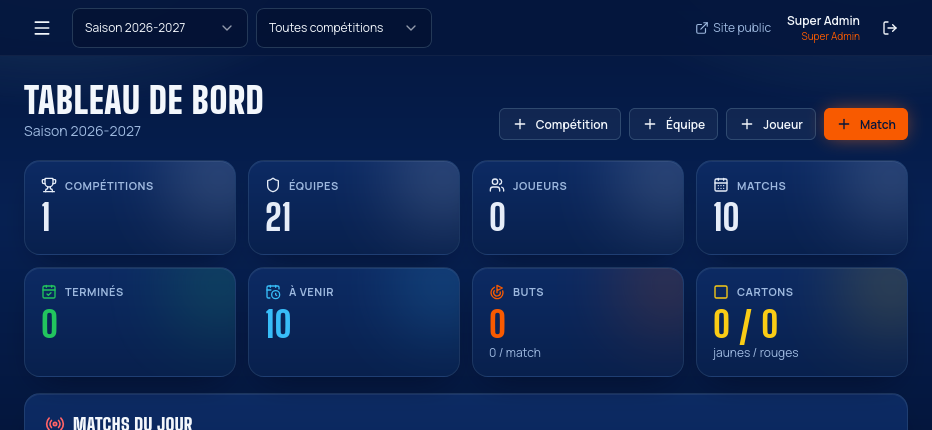 Saison 2026-2027
Toutes compétitions
Site public
Super Admin
Super Admin
TABLEAU DE BORD
Saison 2026-2027
Compétition
Équipe
Joueur
Match
COMPÉTITIONS
1
ÉQUIPES
21
JOUEURS
0
MATCHS
10
TERMINÉS
0
À VENIR
10
BUTS
0
0 / match
CARTONS
0 / 0
jaunes / rouges
MATCHS DU JOUR